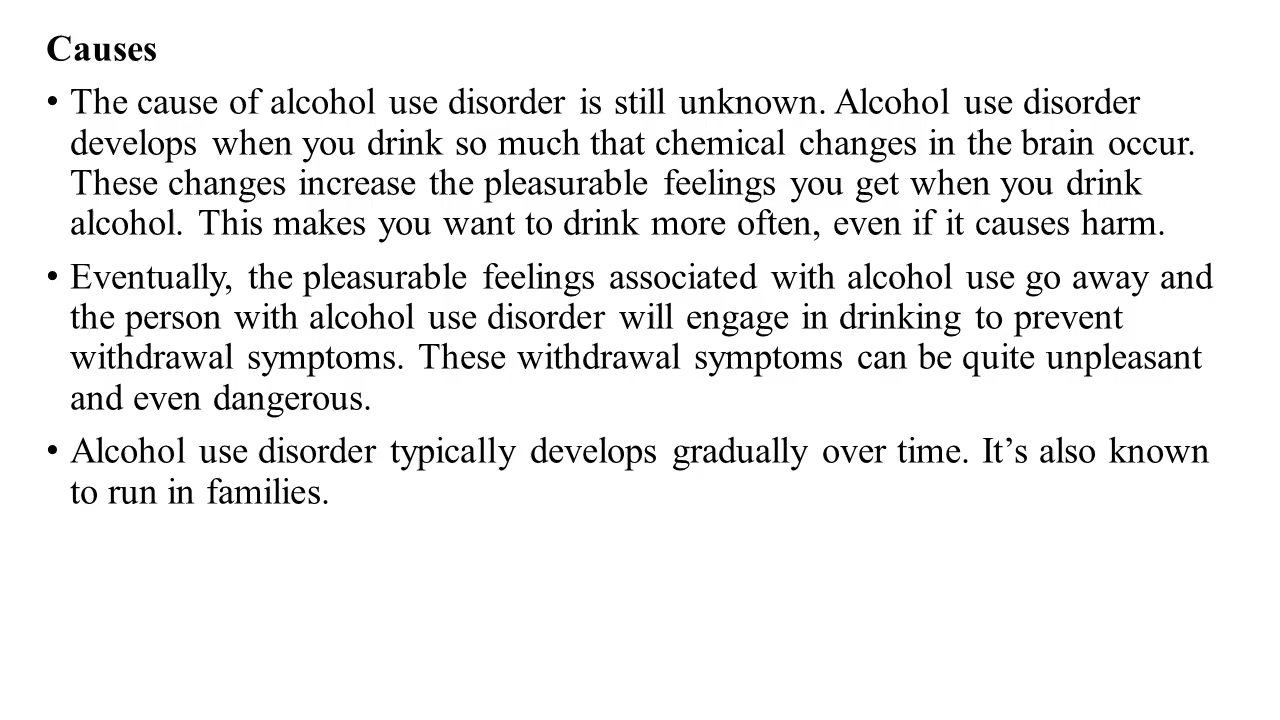 Causes
• The cause of alcohol use disorder is still unknown. Alcohol use disorder
develops when you drink so much that chemical changes in the brain occur.
These changes increase the pleasurable feelings you get when you drink
alcohol. This makes you want to drink more often, even if it causes harm.
• Eventually, the pleasurable feelings associated with alcohol use go away and
the person with alcohol use disorder will engage in drinking to prevent
withdrawal symptoms. These withdrawal symptoms can be quite unpleasant
and even dangerous.
• Alcohol use disorder typically develops gradually over time. It’s also known
to run in families.